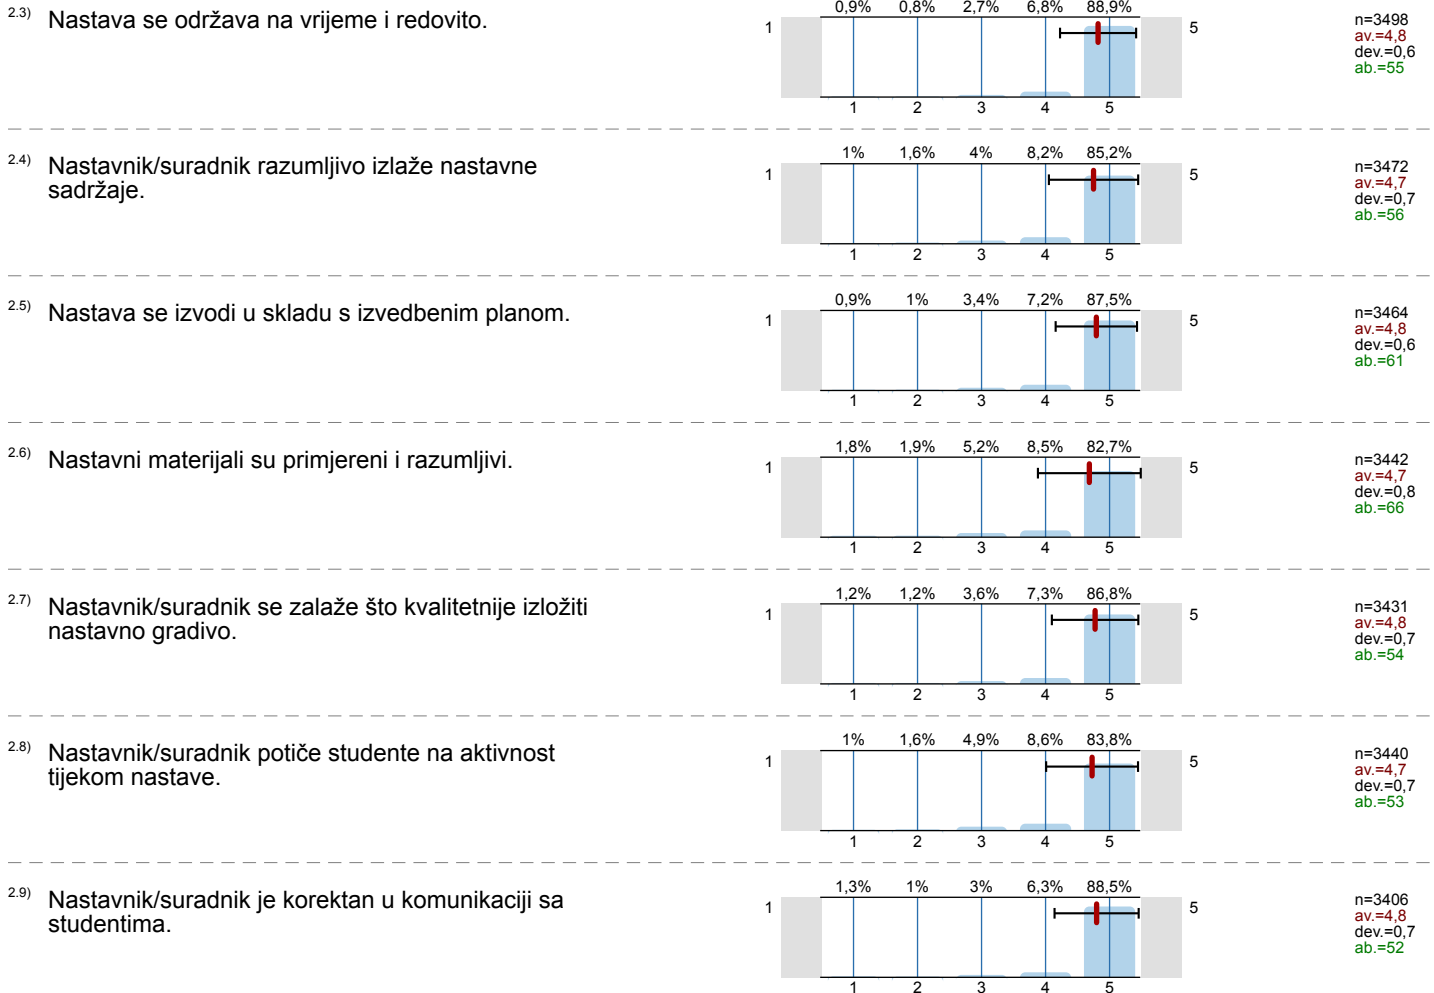 2.3) Nastava se održava na vrijeme i redovito.
0,9% 0,8% 2,7% 6,8% 88,9%
1 5
1 2 3 4 5
n=3498
av.=4,8
dev.=0,6
ab.=55
2.4) Nastavnik/suradnik razumljivo izlaže nastavne
sadržaje.
1% 1,6% 4% 8,2% 85,2%
1 5
1 2 3 4 5
n=3472
av.=4,7
dev.=0,7
ab.=56
2.5) Nastava se izvodi u skladu s izvedbenim planom.
0,9% 1% 3,4% 7,2% 87,5%
1 5
1 2 3 4 5
n=3464
av.=4,8
dev.=0,6
ab.=61
2.6) Nastavni materijali su primjereni i razumljivi.
1,8% 1,9% 5,2% 8,5% 82,7%
1 5
1 2 3 4 5
n=3442
av.=4,7
dev.=0,8
ab.=66
2.7) Nastavnik/suradnik se zalaže što kvalitetnije izložiti
nastavno gradivo.
1,2% 1,2% 3,6% 7,3% 86,8%
1 5
1 2 3 4 5
n=3431
av.=4,8
dev.=0,7
ab.=54
2.8) Nastavnik/suradnik potiče studente na aktivnost
tijekom nastave.
1% 1,6% 4,9% 8,6% 83,8%
1 5
1 2 3 4 5
n=3440
av.=4,7
dev.=0,7
ab.=53
2.9) Nastavnik/suradnik je korektan u komunikaciji sa
studentima.
1,3% 1% 3% 6,3% 88,5%
1 5
1 2 3 4 5
n=3406
av.=4,8
dev.=0,7
ab.=52